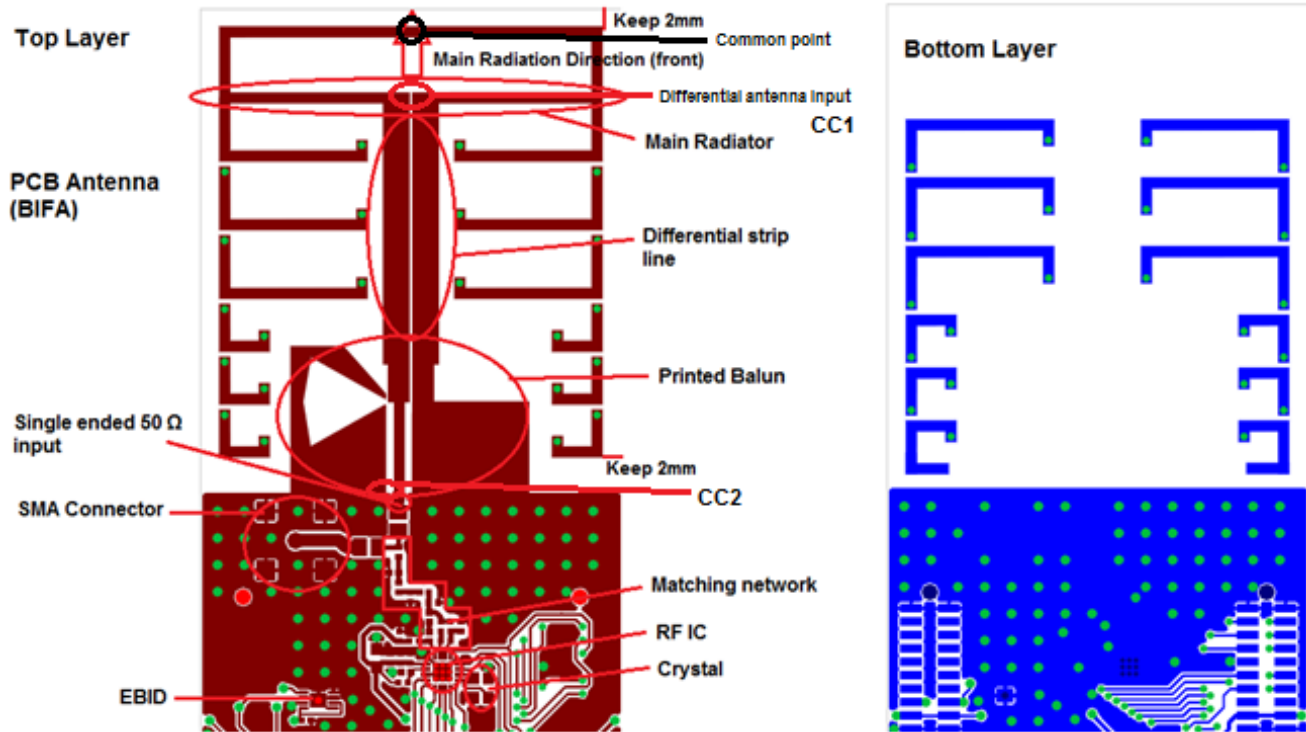 Top Layer
Keep 2mm
Common point
Main Radiation Direction (front)
Bottom Layer
Differential antenna input
CC1
Main Radiator
PCB Antenna
(BIFA)
Differential strip
line
Printed Balun
Single ended 50 Ω
input
Keep 2mm
CC2
SMA Connector
Matching network
RF IC
Crystal
EBID